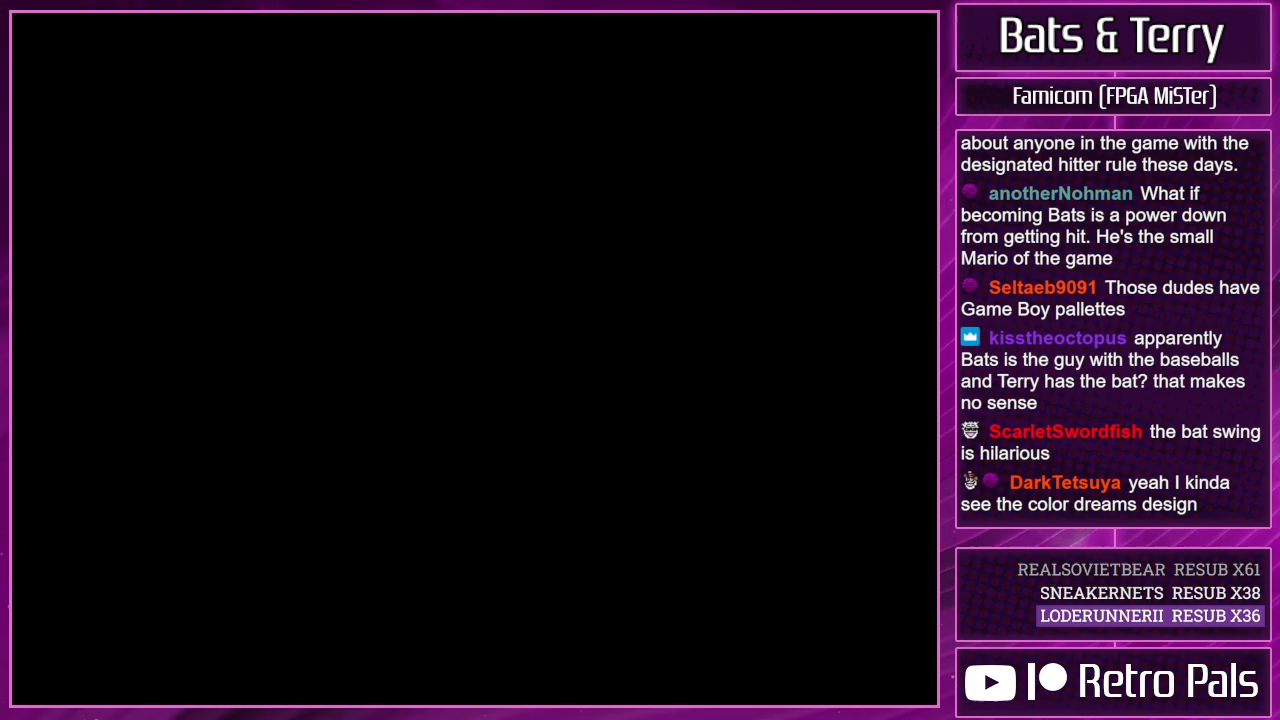 Bats & Terry
Famicom (FPGA MiSTer)
about anyone in the game with the
designated hitter rule these days.
anotherNohman What if
becoming Bats is a power down
from getting hit. He's the small
Mario of the game
Seltaeb9091 Those dudes have
Game Boy pallettes
kisstheoctopus apparently
Bats is the guy with the baseballs
and Terry has the bat? that makes
no sense
ScarletSwordfish the bat swing
is hilarious
DarkTetsuya yeah I kinda
see the color dreams design
REALSOVIETBEAR RESUB X61
SNEAKERNETS RESUB X38
LODERUNNERII RESUB X36
Retro Pals